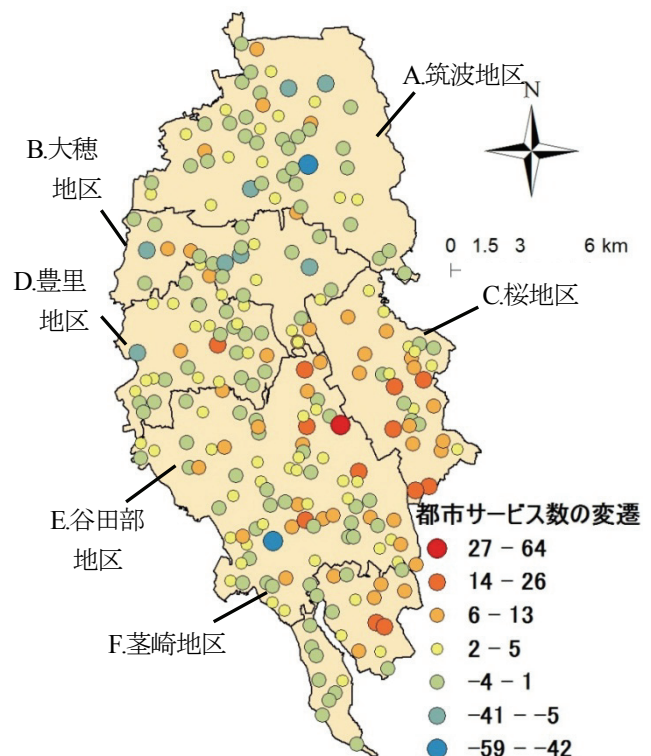 A.筑波地区
N
B.大穂
地区
0 1.5 3 6 km
D.豊里
地区
C.桜地区
E.谷田部
地区
都市サービス数の変遷
27 – 64
14 – 26
6 – 13
2 – 5
−4 – 1
−41 – −5
−59 – −42
F.茎崎地区